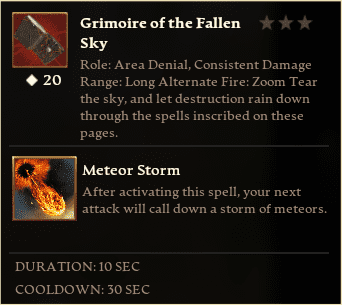 Grimoire of the Fallen
Sky
20
Role: Area Denial, Consistent Damage
Range: Long Alternate Fire: Zoom Tear
the sky, and let destruction rain down
through the spells inscribed on these
pages.
Meteor Storm
After activating this spell, your next
attack will call down a storm of meteors.
DURATION: 10 SEC
COOLDOWN: 30 SEC